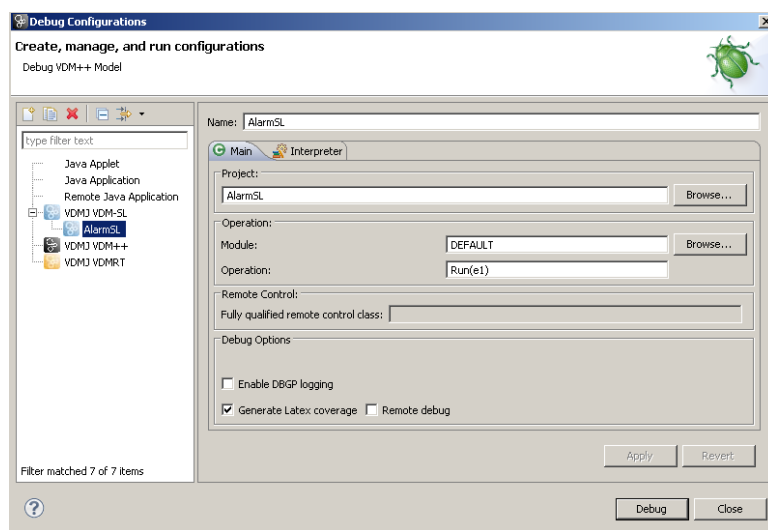 Debug Configurations
Create, manage, and run configurations
Debug VDM++ Model
type filter text
Java Applet
Java Application
Remote Java Application
VDMJ VDM-SL
AlarmSL
VDMJ VDM++
VDMJ VDMRT
Filter matched 7 of 7 items
Name: AlarmSL
Main Interpreter
Project:
AlarmSL Browse...
Operation:
Module: DEFAULT Browse...
Operation: Run(e1)
Remote Control:
Fully qualified remote control class:
Debug Options
Enable DBGP logging
Generate Latex coverage Remote debug
Apply Revert
Debug Close